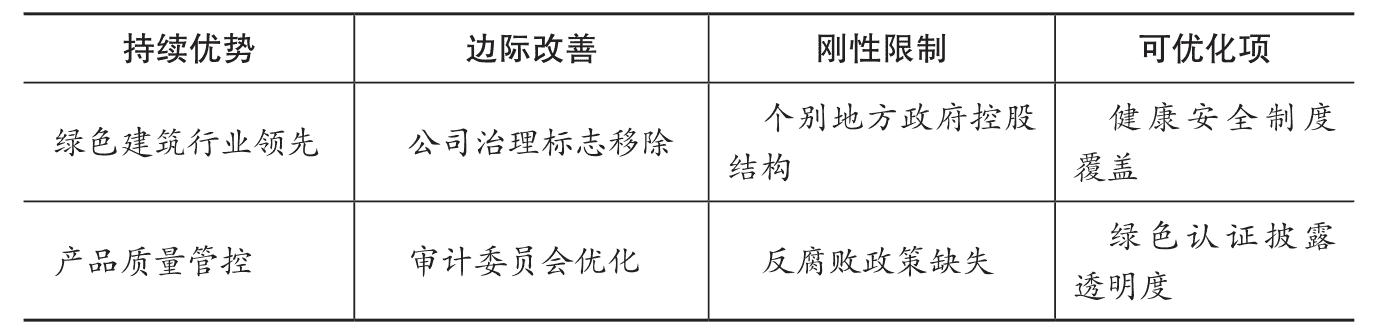 持续优势 边际改善 刚性限制 可优化项
绿色建筑行业领先 公司治理标志移除 个别地方政府控股 健康安全制度
结构 覆盖
产品质量管控 审计委员会优化 反腐败政策缺失 绿色认证披露
透明度